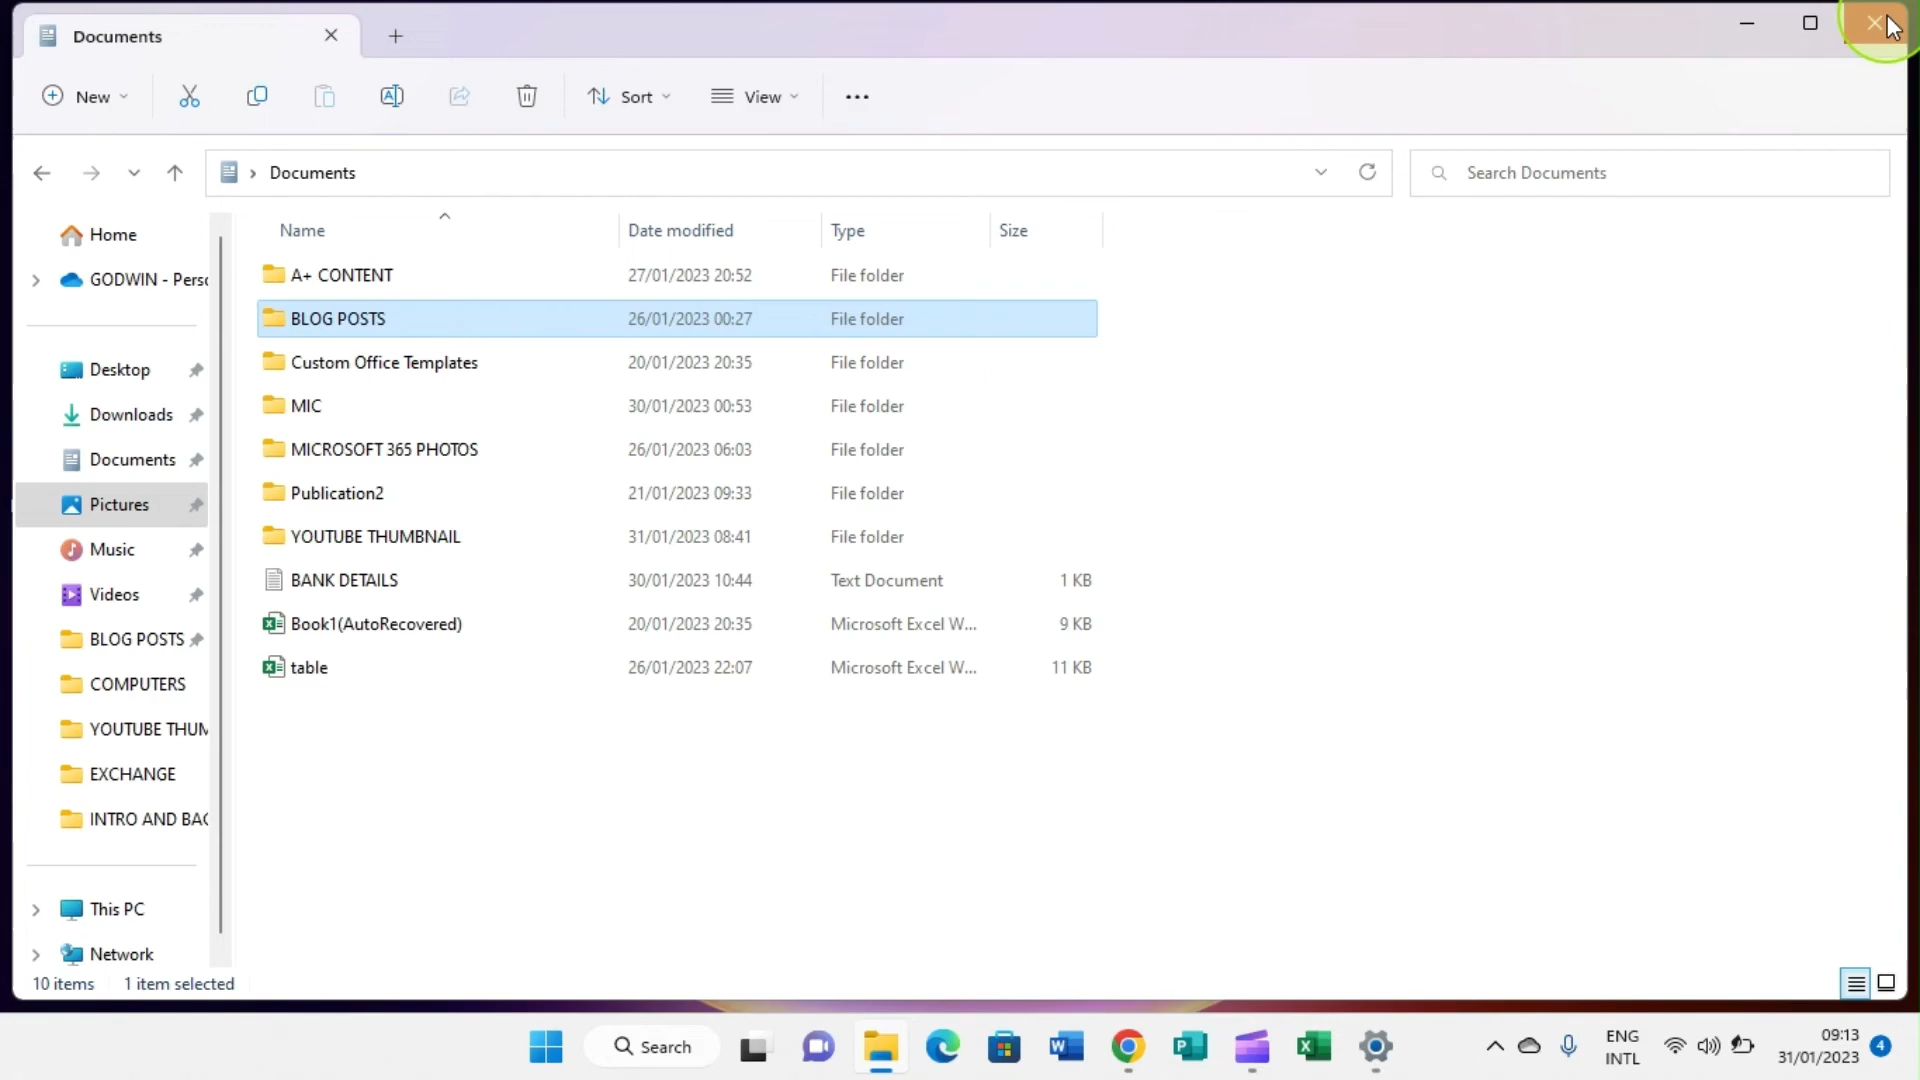 Documents
New
Sort
View
Documents
Search Documents
Name Date modified Type Size
A+ CONTENT 27/01/2023 20:52 File folder
BLOG POSTS 26/01/2023 00:27 File folder
Custom Office Templates 20/01/2023 20:35 File folder
MIC 30/01/2023 00:53 File folder
MICROSOFT 365 PHOTOS 26/01/2023 06:03 File folder
Publication2 21/01/2023 09:33 File folder
YOUTUBE THUMBNAIL 31/01/2023 08:41 File folder
BANK DETAILS 30/01/2023 10:44 Text Document 1 KB
Book1(AutoRecovered) 20/01/2023 20:35 Microsoft Excel W... 9 KB
table 26/01/2023 22:07 Microsoft Excel W... 11 KB
Home
GODWIN - Perso
Desktop
Downloads
Documents
Pictures
Music
Videos
BLOG POSTS
COMPUTERS
YOUTUBE THUM
EXCHANGE
INTRO AND BAC
This PC
Network
10 items 1 item selected
Search
ENG
INTL
09:13
31/01/2023
4